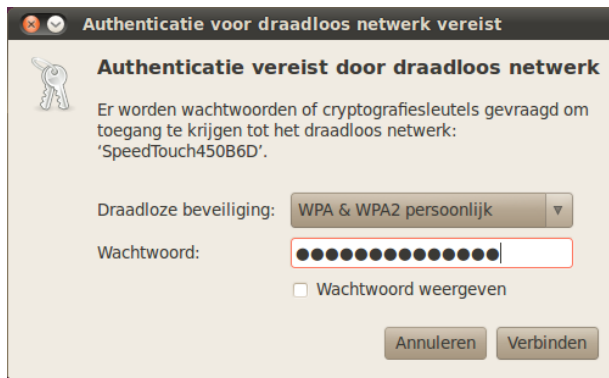 Authenticatie voor draadloos netwerk vereist
Authenticatie vereist door draadloos netwerk
Er worden wachtwoorden of cryptografiesleutels gevraagd om
toegang te krijgen tot het draadloos netwerk:
‘SpeedTouch450B6D’.
Draadloze beveiliging: WPA & WPA2 persoonlijk
Wachtwoord: ●●●●●●●●●●●●●●
Wachtwoord weergeven
Annuleren Verbinden